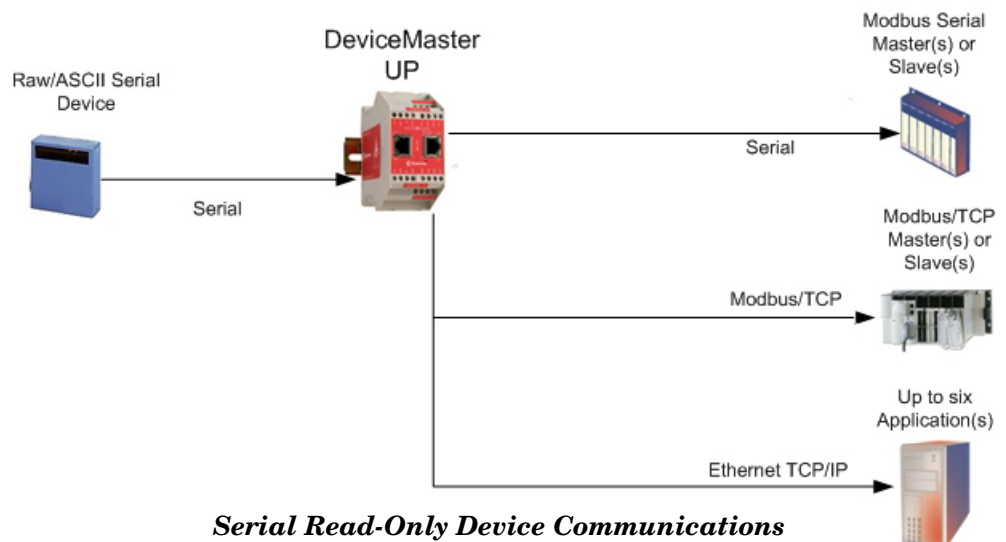 DeviceMaster
UP
Modbus Serial
Master(s) or
Slave(s)
Raw/ASCII Serial
Device
Serial
Serial
Modbus/TCP
Master(s) or
Slave(s)
Modbus/TCP
Up to six
Application(s)
Ethernet TCP/IP
Serial Read-Only Device Communications